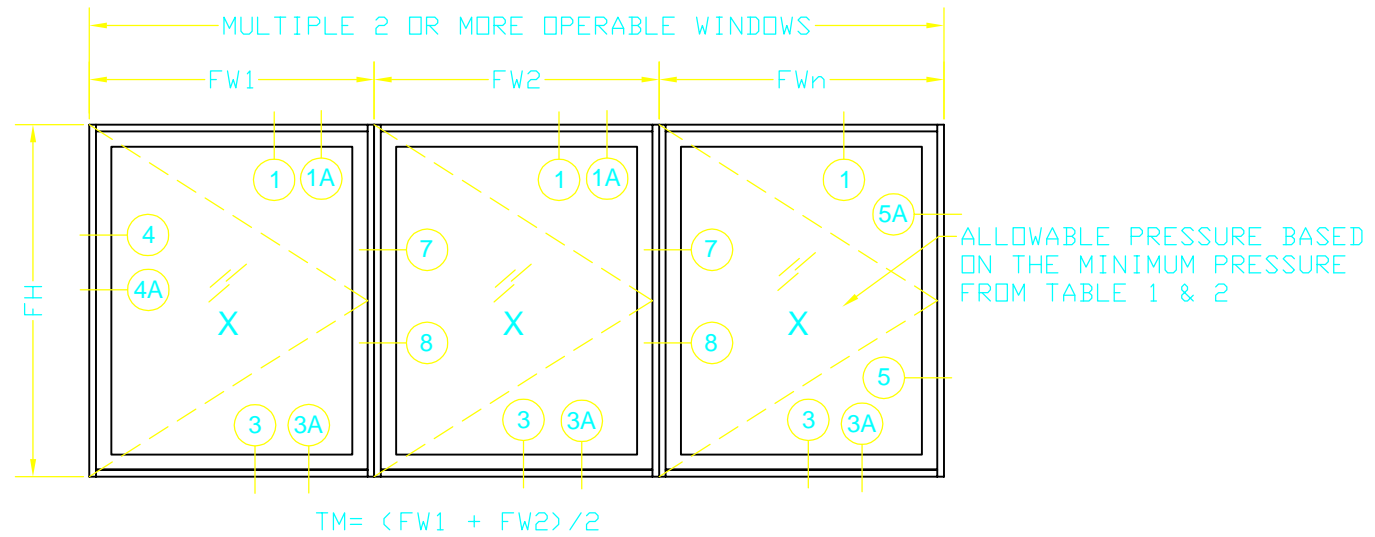 MULTIPLE 2 OR MORE OPERABLE WINDOWS
FW1 FW2 FWn
1 1A 1 1A 1
5A
4 7 7
ALLOWABLE PRESSURE BASED
ON THE MINIMUM PRESSURE
FROM TABLE 1 & 2
4A
FH
X X X
8 8
5
3 3A 3 3A 3 3A
TM= (FW1 + FW2)/2